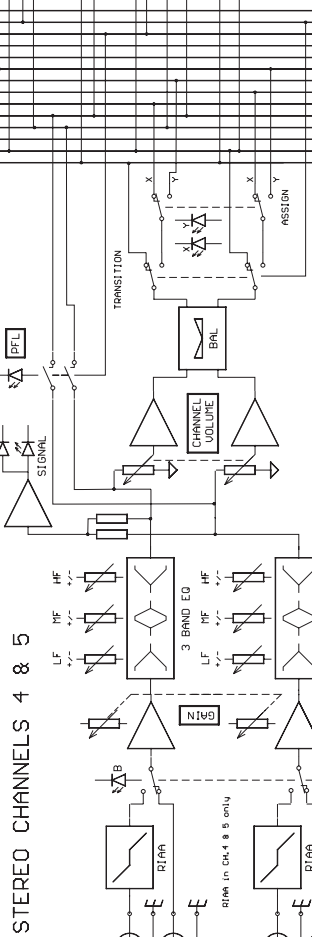 X
Y
X
Y
ASSIGN
Y
X
TRANSITION
BAL
PFL
CHANNEL
VOLUME
SIGNAL
HF
MF
LF
3 BAND EQ
HF
MF
LF
GAIN
B
STEREO CHANNELS 4 & 5
RIAA
RIAA in CH.4 & 5 only
RIAA